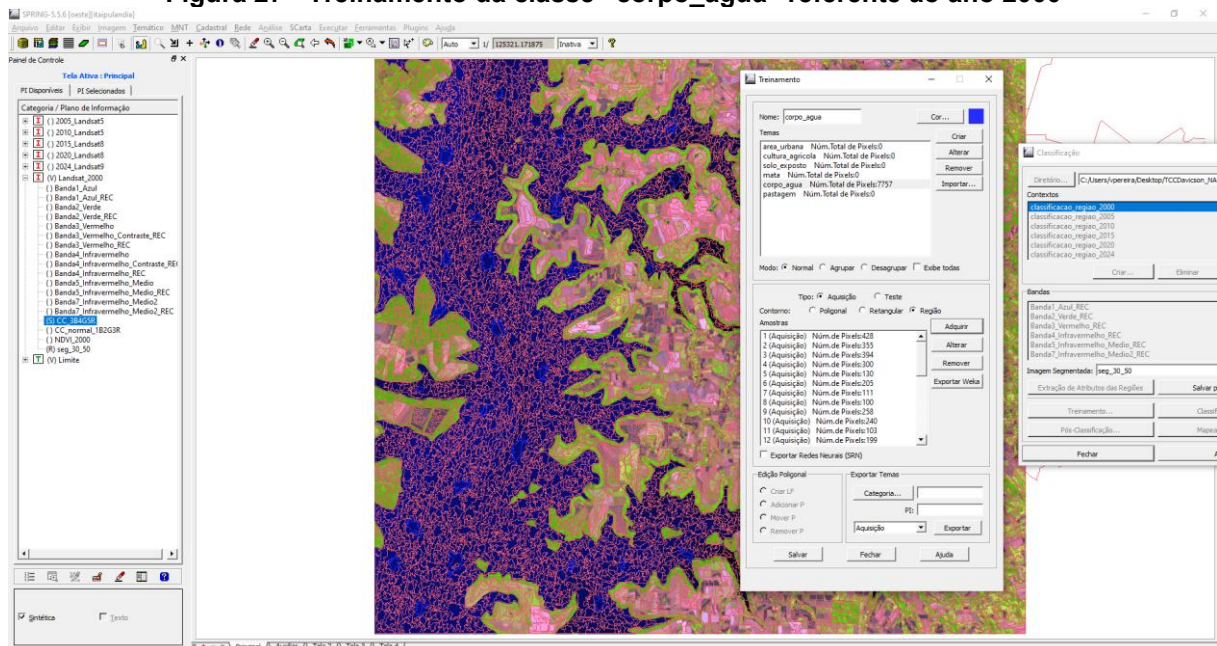 Figura 27 - Treinamento da classe "corpo_agua" referente ao ano 2000
SPRING-5.5.6 [oeste][itaipulandia]
Arquivo Editar Exibir Imagem Temático MNT Cadastral Rede Análise SCarta Executar Ferramentas Plugins Ajuda
Auto 1/ 125321.171875 Inativa
Painel de Controle
Tela Ativa : Principal
PI Disponíveis PI Selecionados
Categoria / Plano de Informação
() 2005_Landsat5
() 2010_Landsat5
() 2015_Landsat8
() 2020_Landsat8
() 2024_Landsat9
(V) Landsat_2000
() Banda1_Azul
() Banda1_Azul_REC
() Banda2_Verde
() Banda2_Verde_REC
() Banda3_Vermelho
() Banda3_Vermelho_Contraste_REC
() Banda3_Vermelho_REC
() Banda4_Infravermelho
() Banda4_Infravermelho_Contraste_REC
() Banda4_Infravermelho_REC
() Banda5_Infravermelho_Medio
() Banda5_Infravermelho_Medio_REC
() Banda7_Infravermelho_Medio2
() Banda7_Infravermelho_Medio2_REC
(S) CC_3B4G5R
() CC_normal_1B2G3R
() NDVI_2000
(R) seg_30_50
(V) Limite
Sintética Texto
Treinamento
Nome: corpo_agua Cor...
Temas
area_urbana Núm.Total de Pixels:0
cultura_agricola Núm.Total de Pixels:0
solo_exposto Núm.Total de Pixels:0
mata Núm.Total de Pixels:0
corpo_agua Núm.Total de Pixels:7757
pastagem Núm.Total de Pixels:0
Criar
Alterar
Remover
Importar...
Modo: Normal Agrupar Desagrupar Exibe todas
Tipo: Aquisição Teste
Contorno: Poligonal Retangular Região
Amostras
1 (Aquisição) Núm.de Pixels:428
2 (Aquisição) Núm.de Pixels:355
3 (Aquisição) Núm.de Pixels:394
4 (Aquisição) Núm.de Pixels:300
5 (Aquisição) Núm.de Pixels:130
6 (Aquisição) Núm.de Pixels:205
7 (Aquisição) Núm.de Pixels:111
8 (Aquisição) Núm.de Pixels:100
9 (Aquisição) Núm.de Pixels:258
10 (Aquisição) Núm.de Pixels:240
11 (Aquisição) Núm.de Pixels:103
12 (Aquisição) Núm.de Pixels:199
Adquirir
Alterar
Remover
Exportar Weka
Exportar Redes Neurais (SRN)
Edição Poligonal
Criar LP
Adicionar P
Mover P
Remover P
Exportar Temas
Categoria...
PI:
Aquisição Exportar
Salvar Fechar Ajuda
Classificação
Diretório... C:/Users/vpereira/Desktop/TCCDavicson_NA
Contextos
classificacao_regiao_2000
classificacao_regiao_2005
classificacao_regiao_2010
classificacao_regiao_2015
classificacao_regiao_2020
classificacao_regiao_2024
Criar... Eliminar
Bandas
Banda1_Azul_REC
Banda2_Verde_REC
Banda3_Vermelho_REC
Banda4_Infravermelho_REC
Banda5_Infravermelho_Medio_REC
Banda7_Infravermelho_Medio2_REC
Imagem Segmentada: seg_30_50
Extração de Atributos das Regiões Salvar p
Treinamento... Classif
Pós-Classificação... Mapea
Fechar A